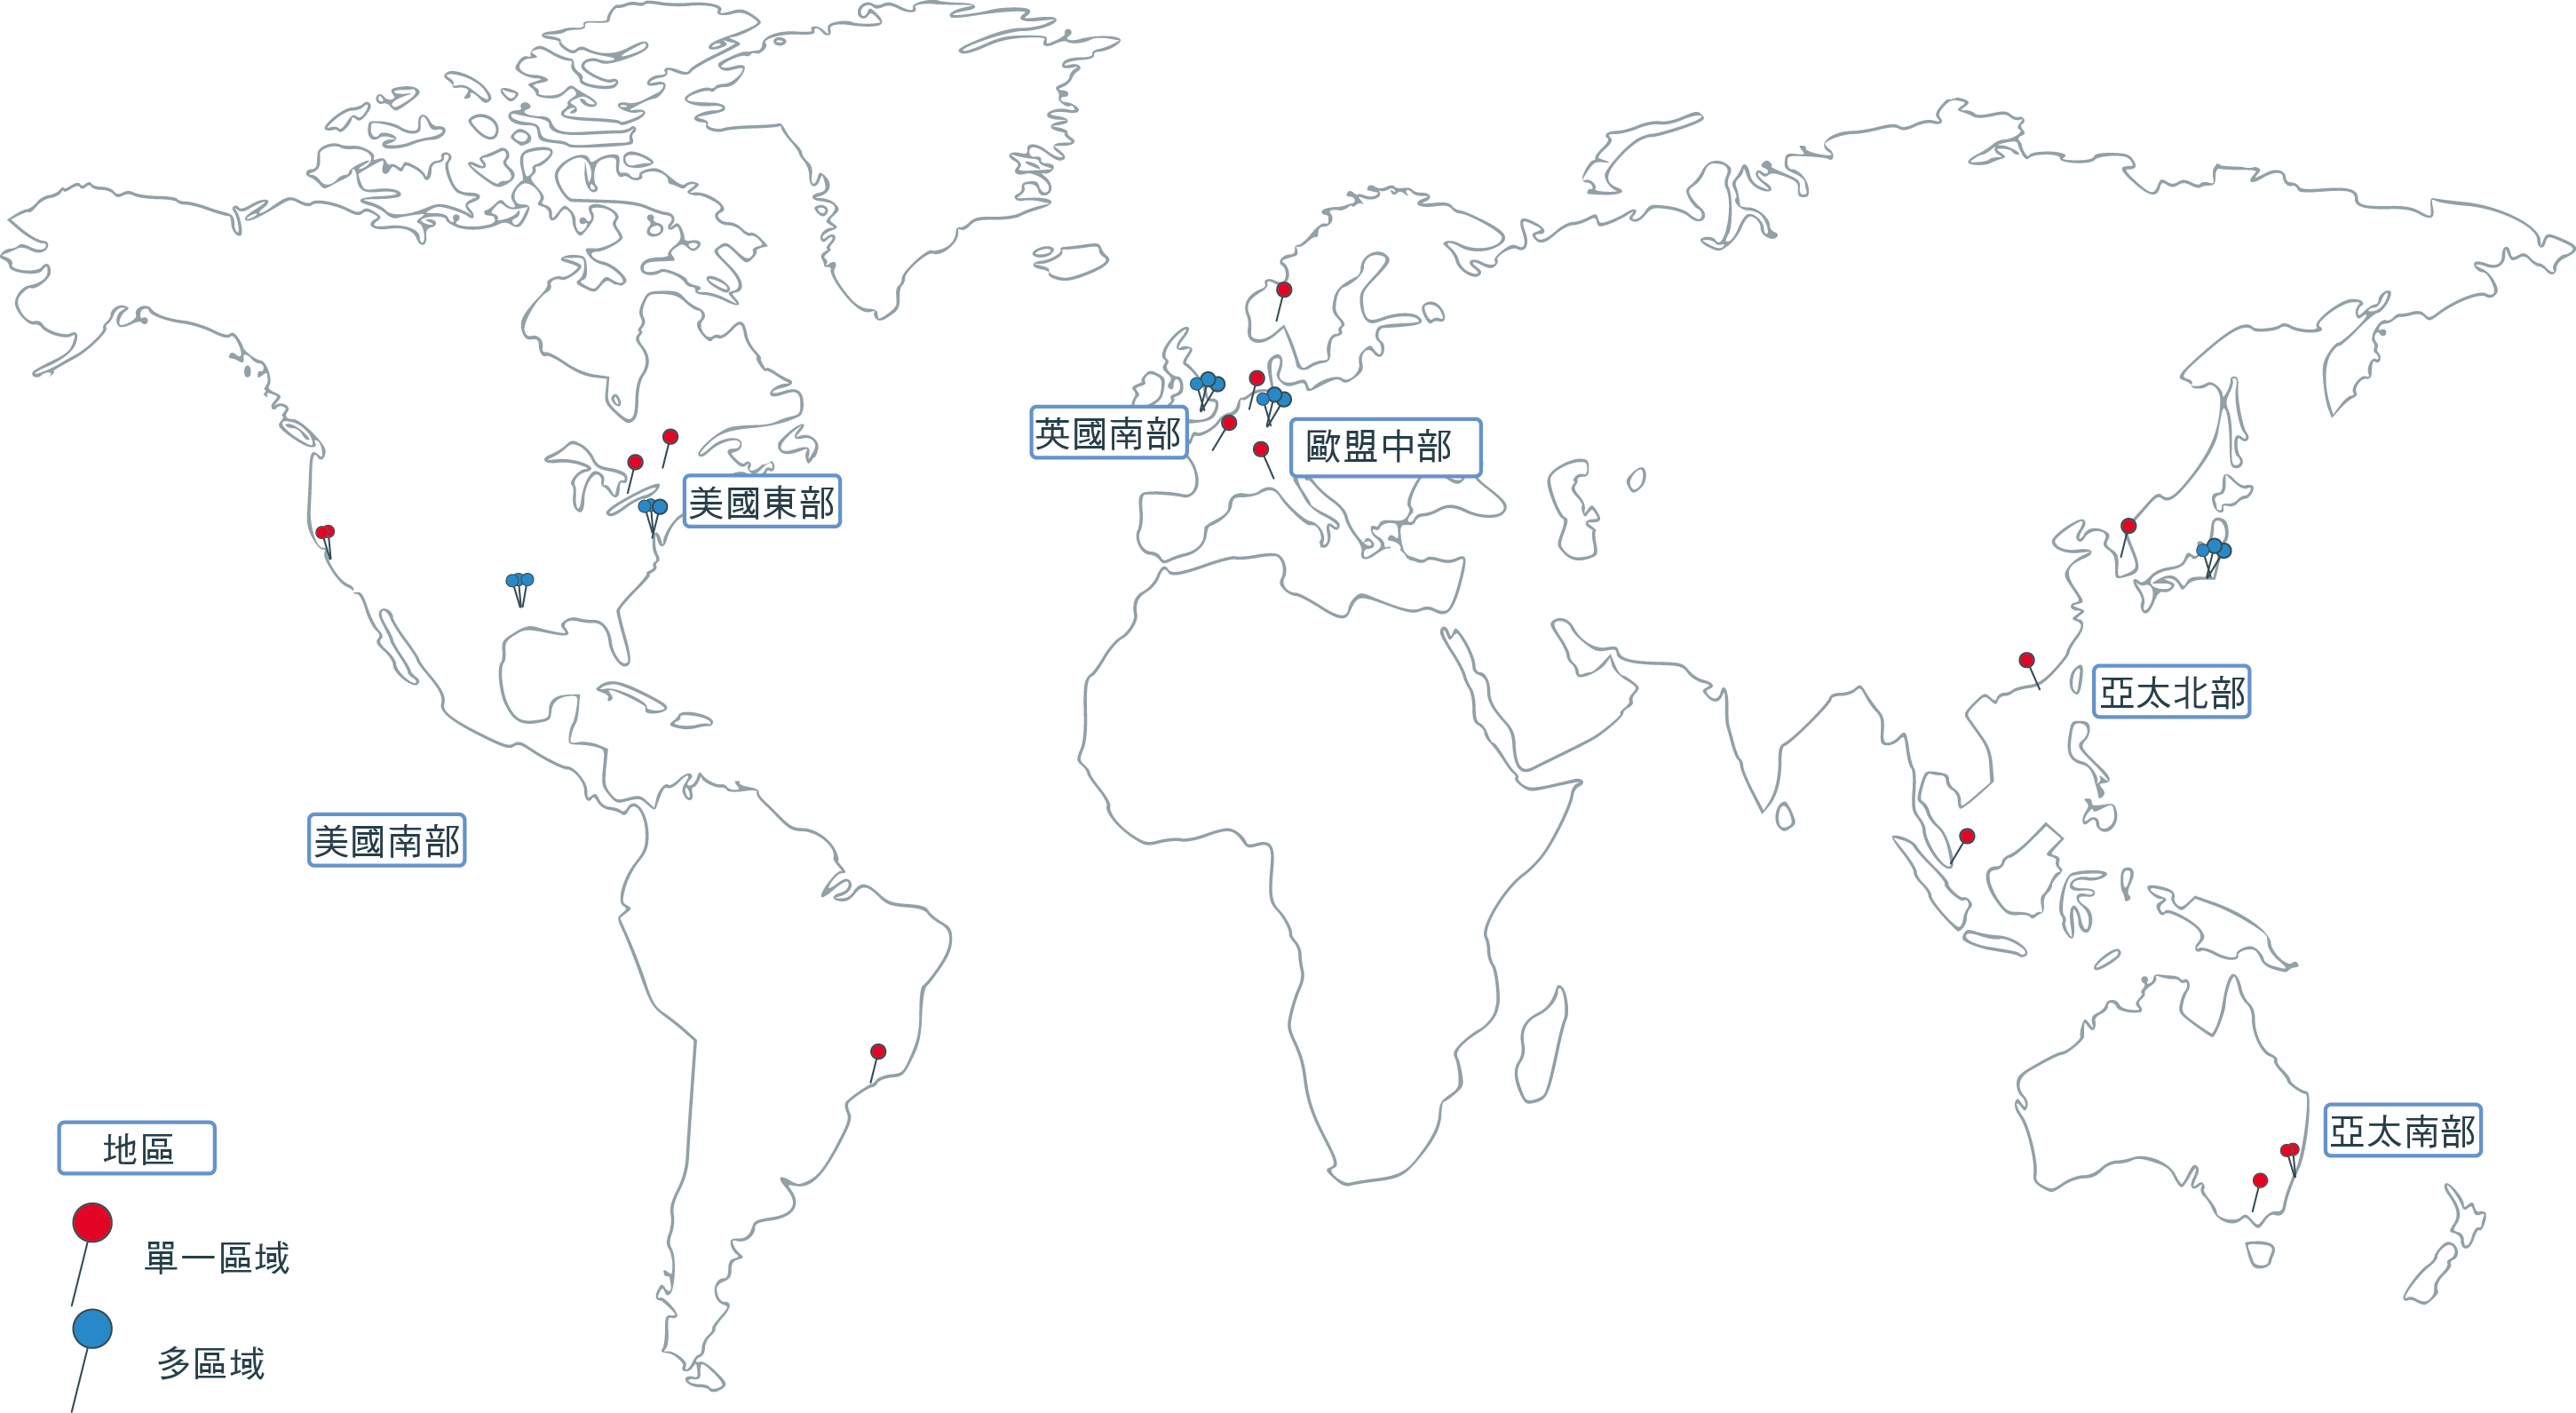 英國南部
歐盟中部
美國東部
亞太北部
美國南部
亞太南部
地區
單一區域
多區域